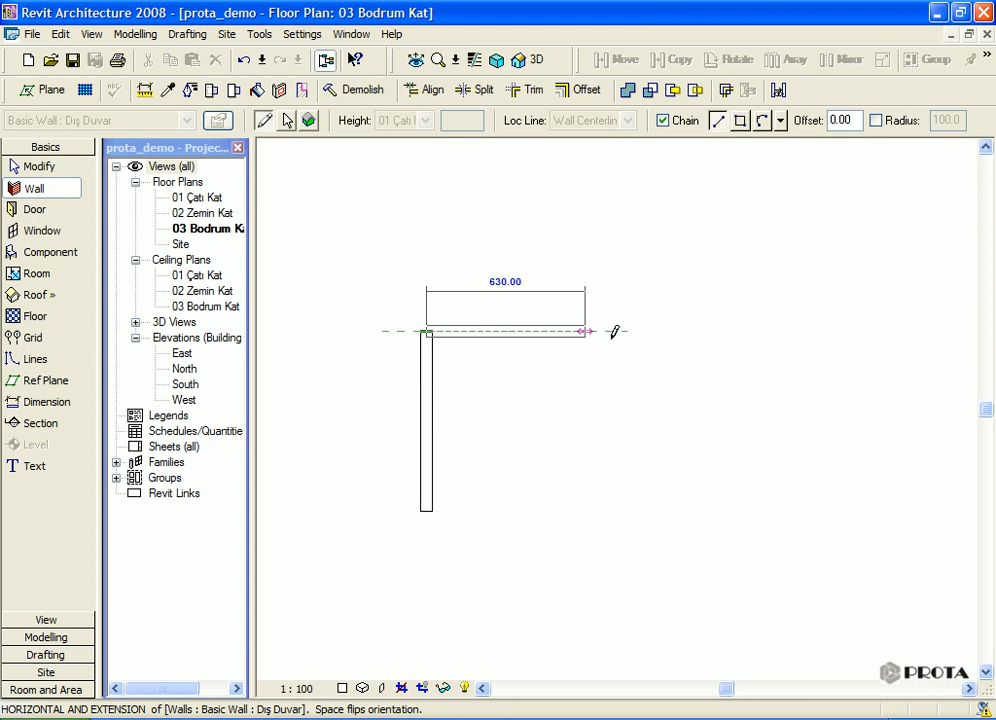 Revit Architecture 2008 - [prota_demo - Floor Plan: 03 Bodrum Kat]
File Edit View Modelling Drafting Site Tools Settings Window Help
3D Move Copy Rotate Array Mirror Group
Plane Demolish Align Split Trim Offset
Basic Wall : Dış Duvar Height: 01 Çatı Loc Line: Wall Centerlin Chain Offset: 0.00 Radius: 100.0
Basics
Modify
Wall
Door
Window
Component
Room
Roof »
Floor
Grid
Lines
Ref Plane
Dimension
Section
Level
Text
View
Modelling
Drafting
Site
Room and Area
prota_demo - Projec...
Views (all)
Floor Plans
01 Çatı Kat
02 Zemin Kat
03 Bodrum Ka
Site
Ceiling Plans
01 Çatı Kat
02 Zemin Kat
03 Bodrum Kat
3D Views
Elevations (Building
East
North
South
West
Legends
Schedules/Quantitie
Sheets (all)
Families
Groups
Revit Links
630.00
PROTA
1 : 100
HORIZONTAL AND EXTENSION of [Walls : Basic Wall : Dış Duvar]. Space flips orientation.